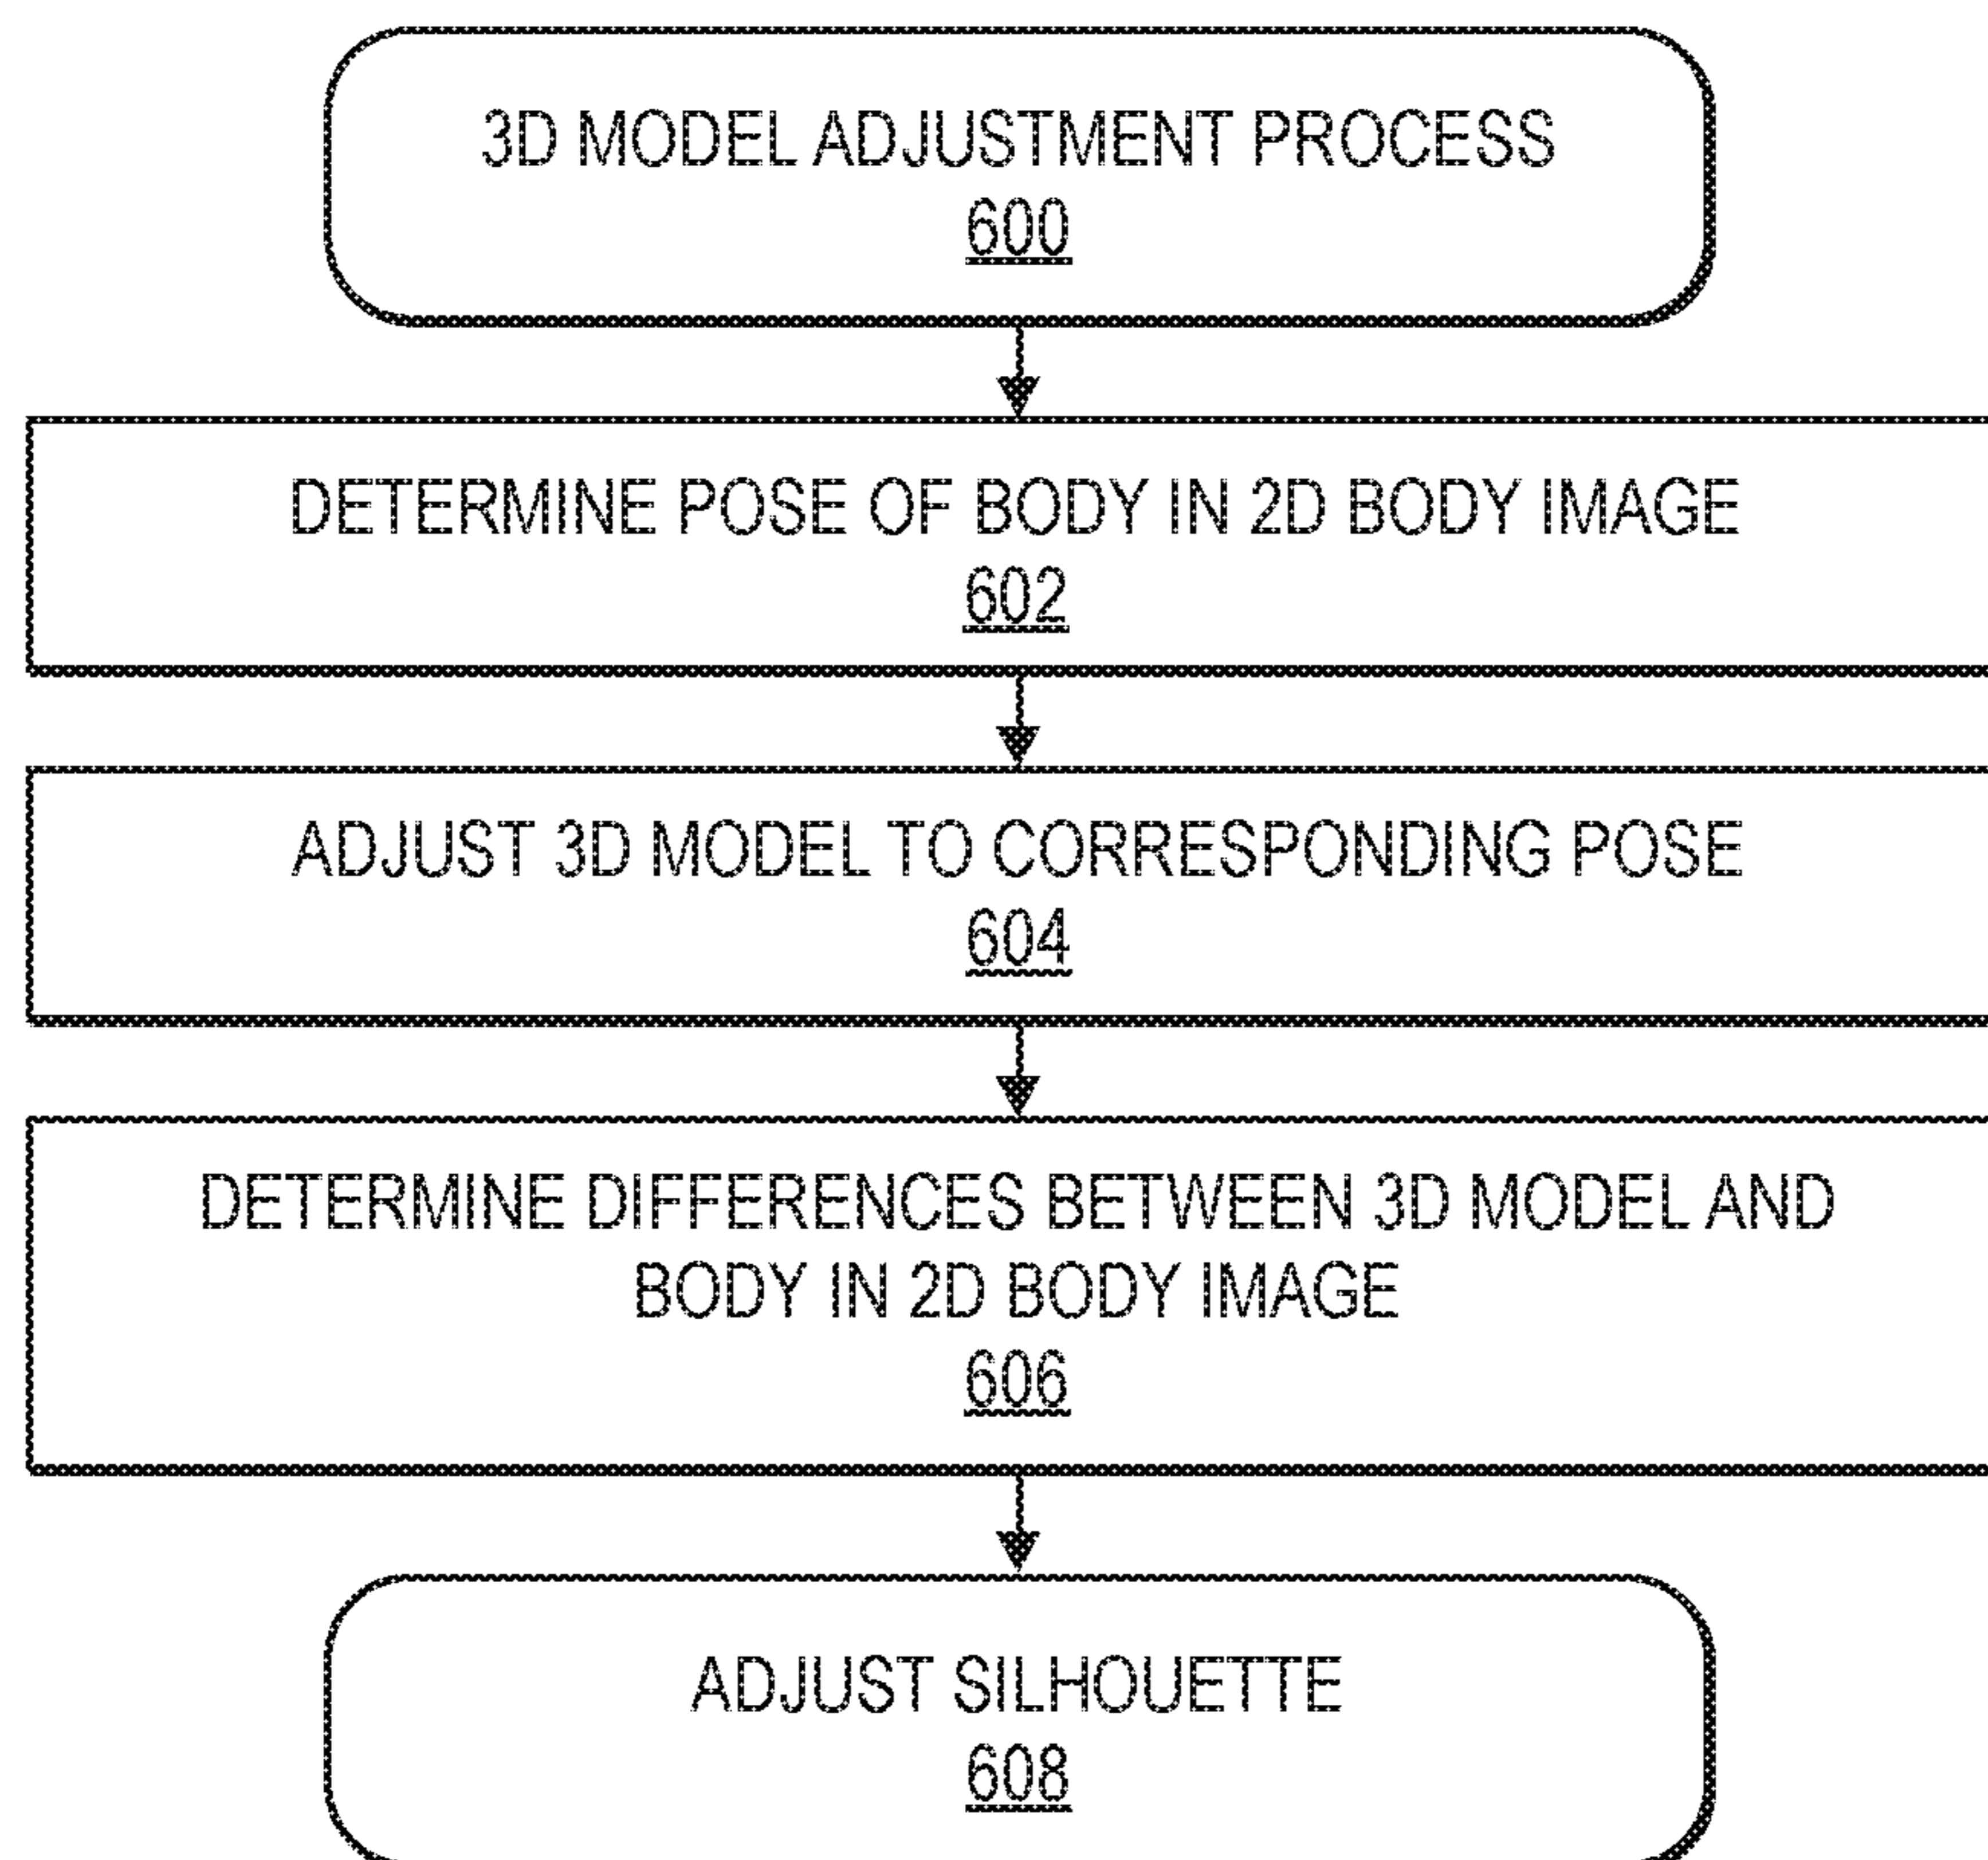 3D MODEL ADJUSTMENT PROCESS
600
DETERMINE POSE OF BODY IN 2D BODY IMAGE
602
ADJUST 3D MODEL TO CORRESPONDING POSE
604
DETERMINE DIFFERENCES BETWEEN 3D MODEL AND
BODY IN 2D BODY IMAGE
606
ADJUST SILHOUETTE
608